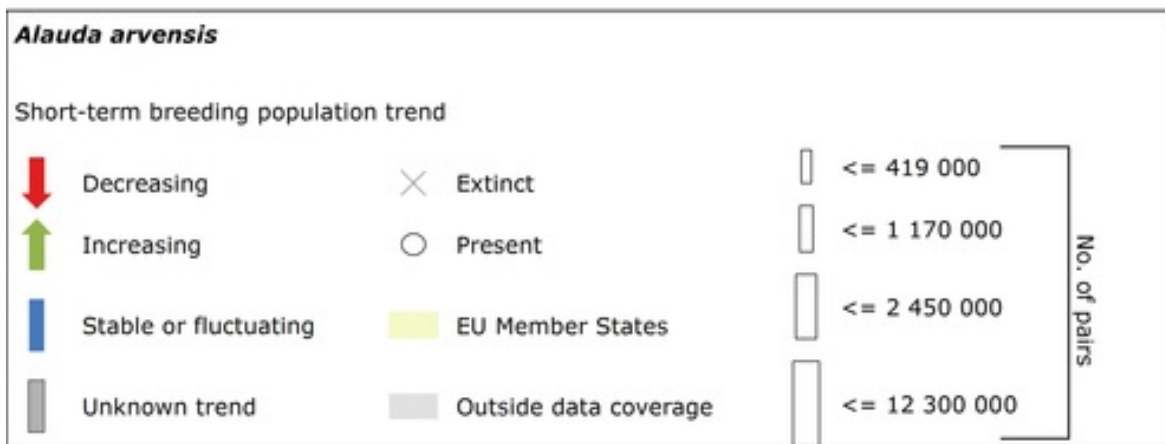 Alauda arvensis
Short-term breeding population trend
Decreasing
Increasing
Stable or fluctuating
Unknown trend
Extinct
Present
EU Member States
Outside data coverage
<= 419 000
<= 1 170 000
<= 2 450 000
<= 12 300 000
No. of pairs